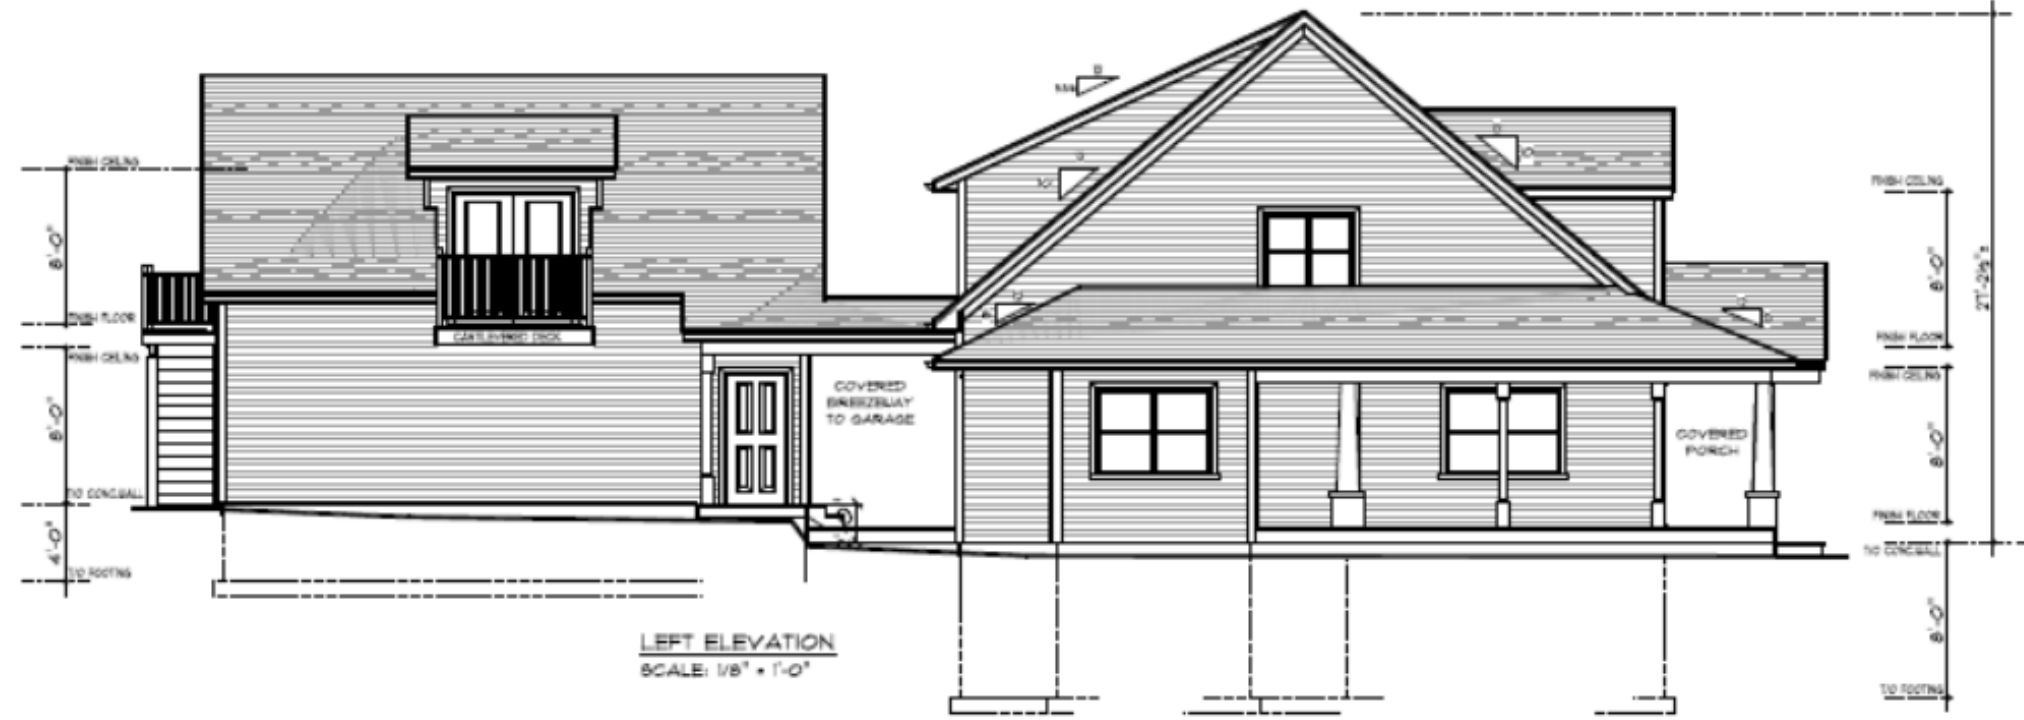 FINISH CEILING
8'-0"
FINISH FLOOR
FINISH CEILING
8'-0"
T/O CONC.WALL
4'-0"
T/O FOOTING
CANTILEVERED DECK
COVERED
BREEZEWAY
TO GARAGE
8
10
COVERED
PORCH
FINISH CEILING
8'-0"
FINISH FLOOR
FINISH CEILING
8'-0"
FINISH FLOOR
T/O CONC.WALL
8'-0"
T/O FOOTING
LEFT ELEVATION
SCALE: 1/8" = 1'-0"